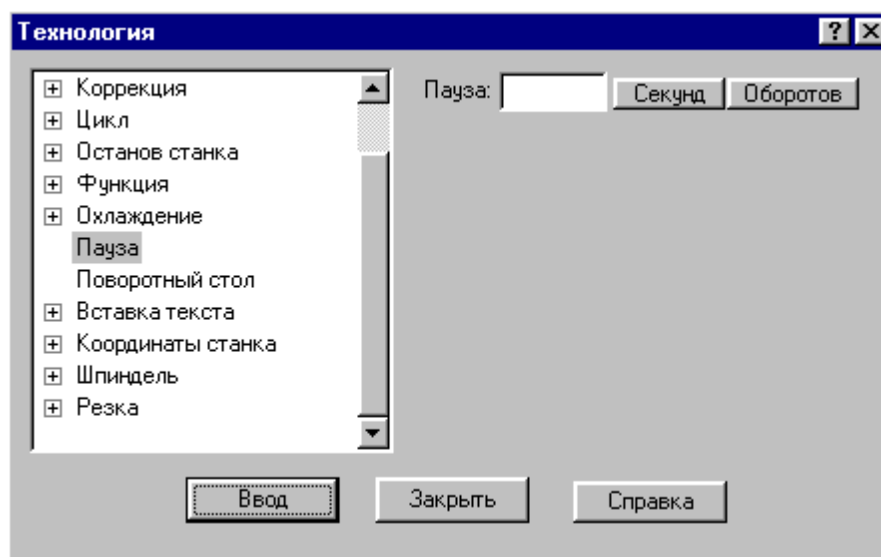 Технология
Коррекция
Цикл
Останов станка
Функция
Охлаждение
Пауза
Поворотный стол
Вставка текста
Координаты станка
Шпиндель
Резка
Пауза: Секунд Оборотов
Ввод Закрыть Справка